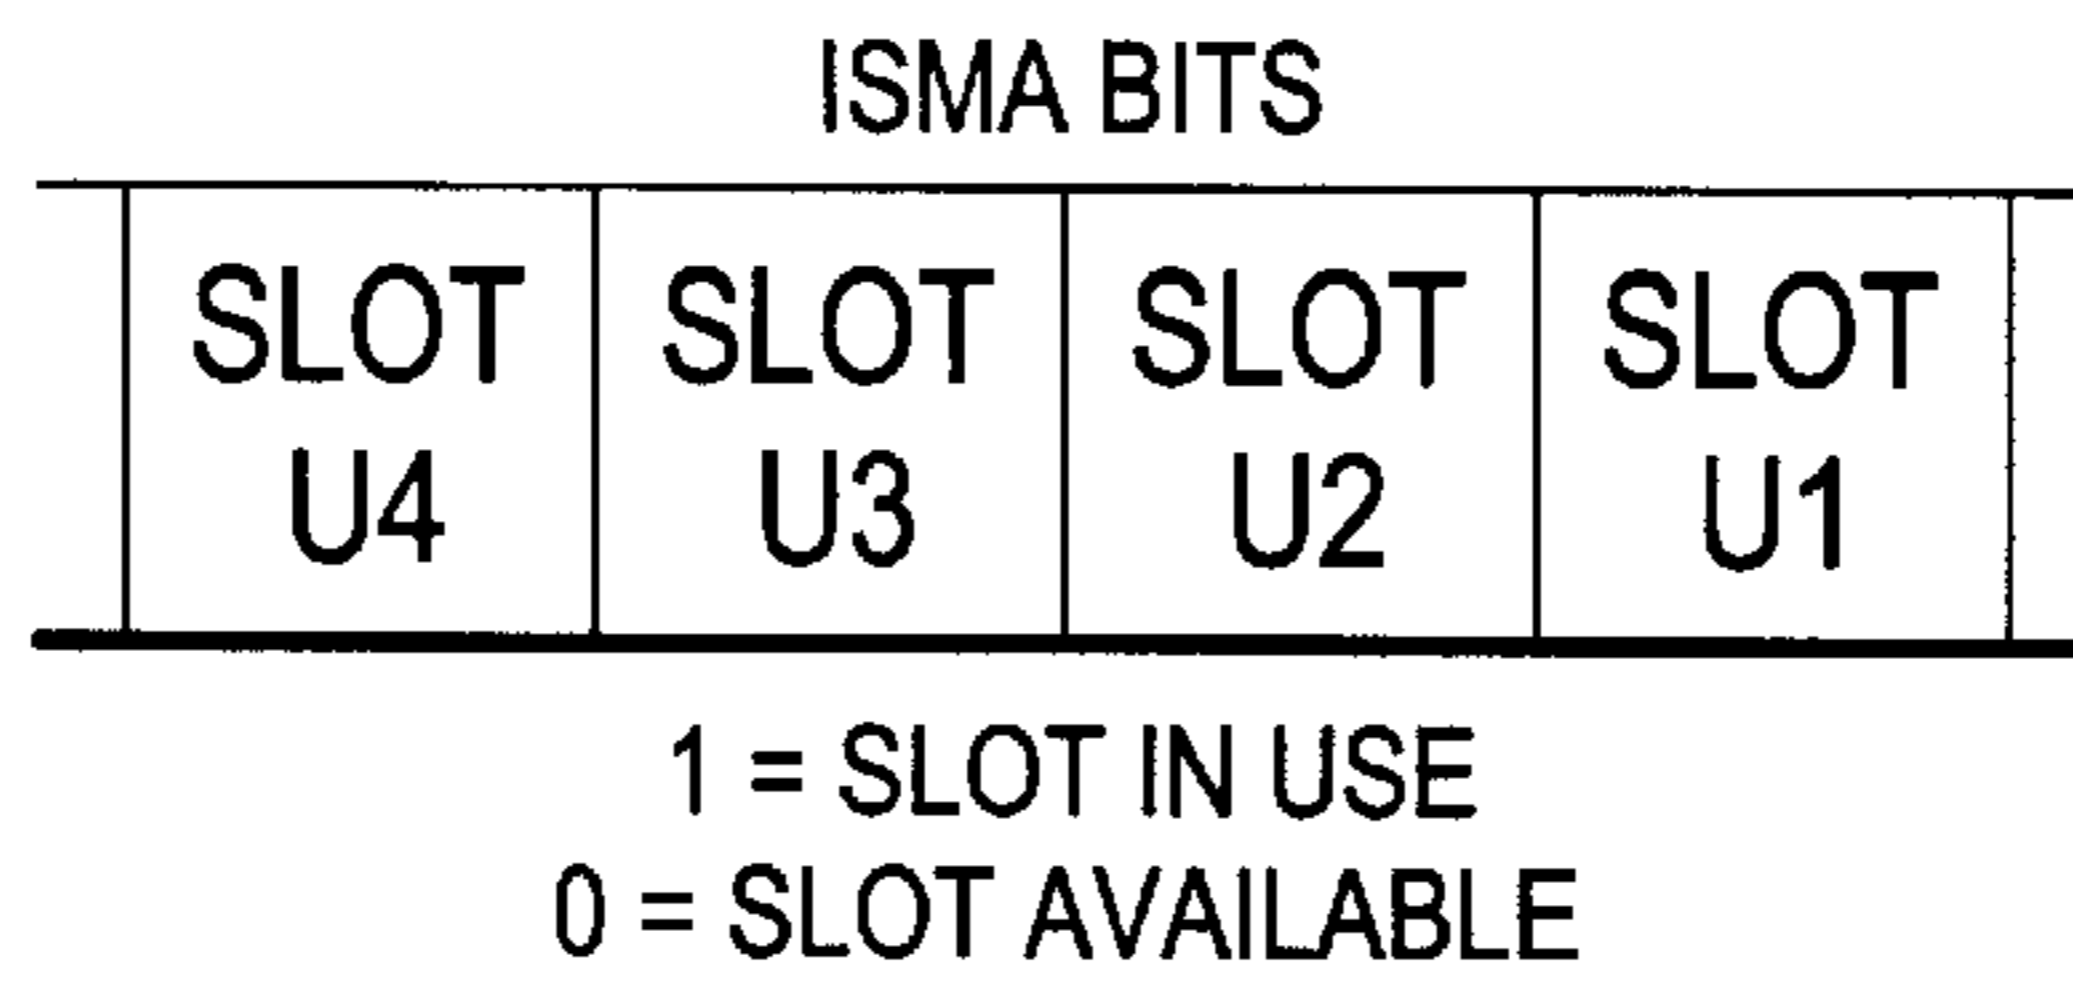 ISMA BITS
SLOT U4
SLOT U3
SLOT U2
SLOT U1
1 = SLOT IN USE
0 = SLOT AVAILABLE